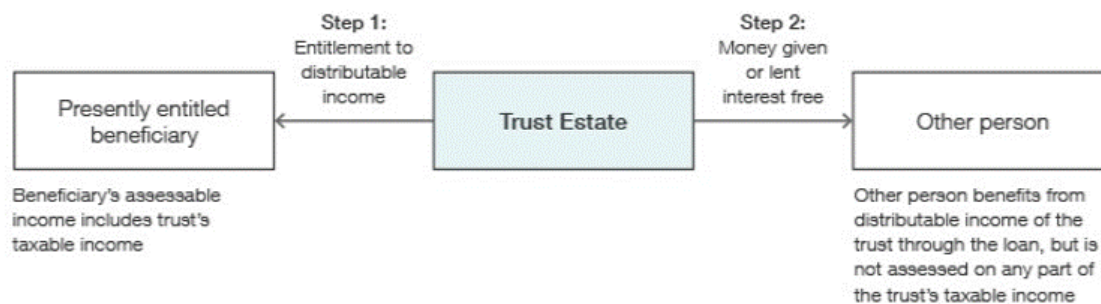 Step 1:
Entitlement to
distributable
income
Step 2:
Money given
or lent
interest free
Presently entitled
beneficiary
Trust Estate
Other person
Beneficiary's assessable
income includes trust's
taxable income
Other person benefits from
distributable income of the
trust through the loan, but is
not assessed on any part of
the trust's taxable income